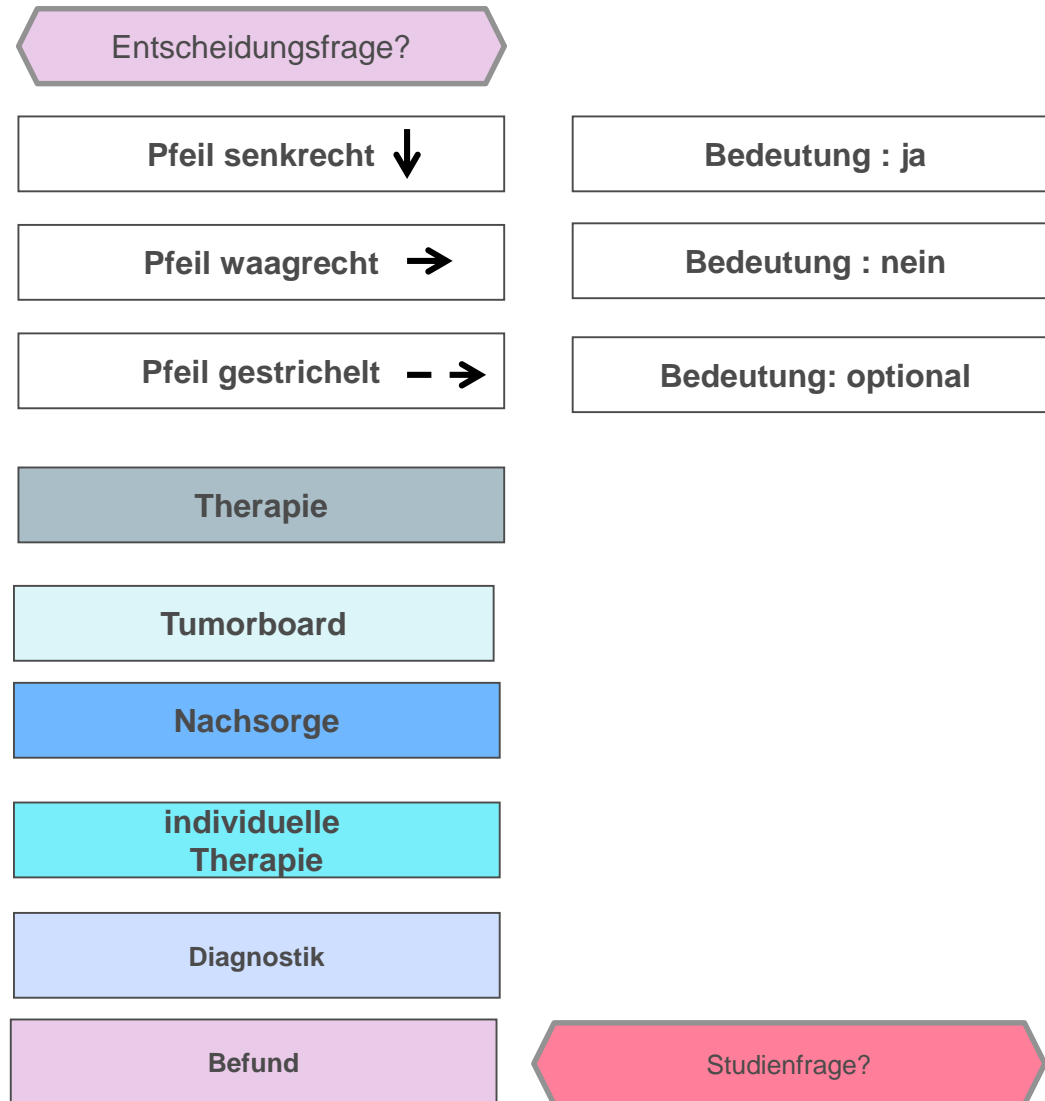 Entscheidungsfrage?
Pfeil senkrecht
Bedeutung : ja
Pfeil waagrecht
Bedeutung : nein
Pfeil gestrichelt
Bedeutung: optional
Therapie
Tumorboard
Nachsorge
individuelle
Therapie
Diagnostik
Befund
Studienfrage?